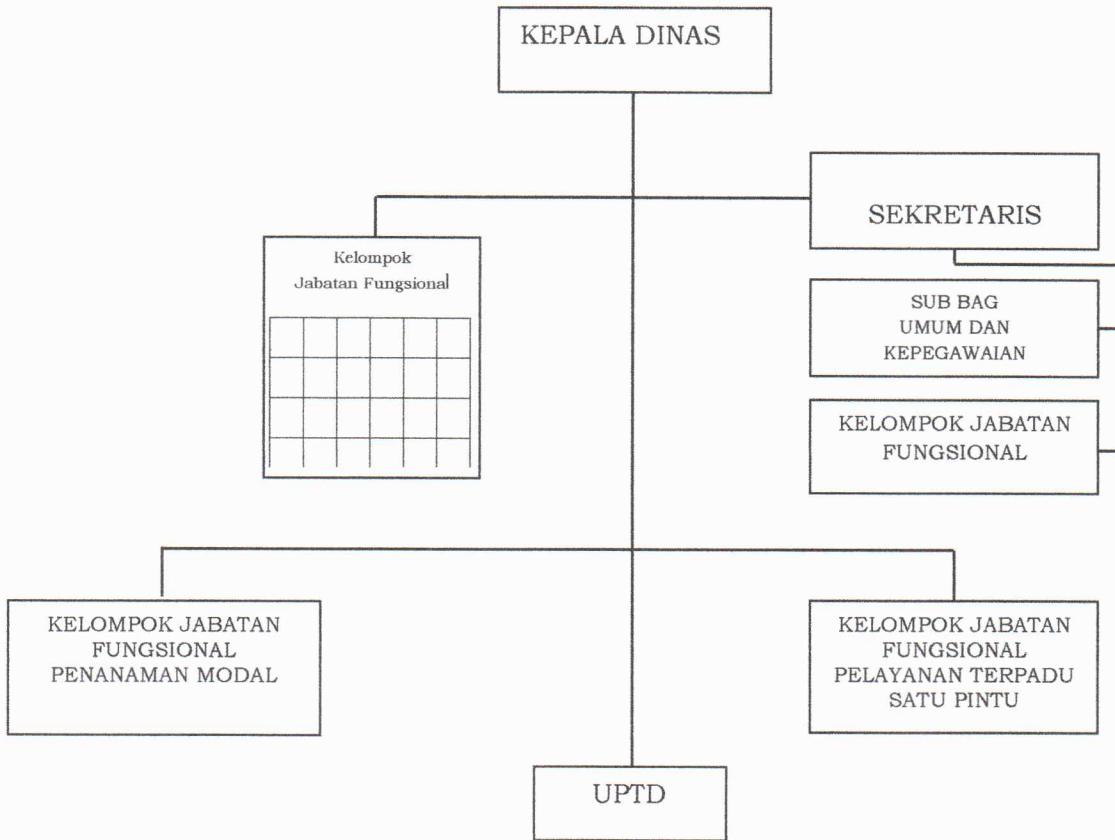 KEPALA DINAS
SEKRETARIS
Kelompok
Jabatan Fungsional
SUB BAG
UMUM DAN
KEPEGAWAIAN
KELOMPOK JABATAN
FUNGSIONAL
KELOMPOK JABATAN
FUNGSIONAL
PENANAMAN MODAL
KELOMPOK JABATAN
FUNGSIONAL
PELAYANAN TERPADU
SATU PINTU
UPTD